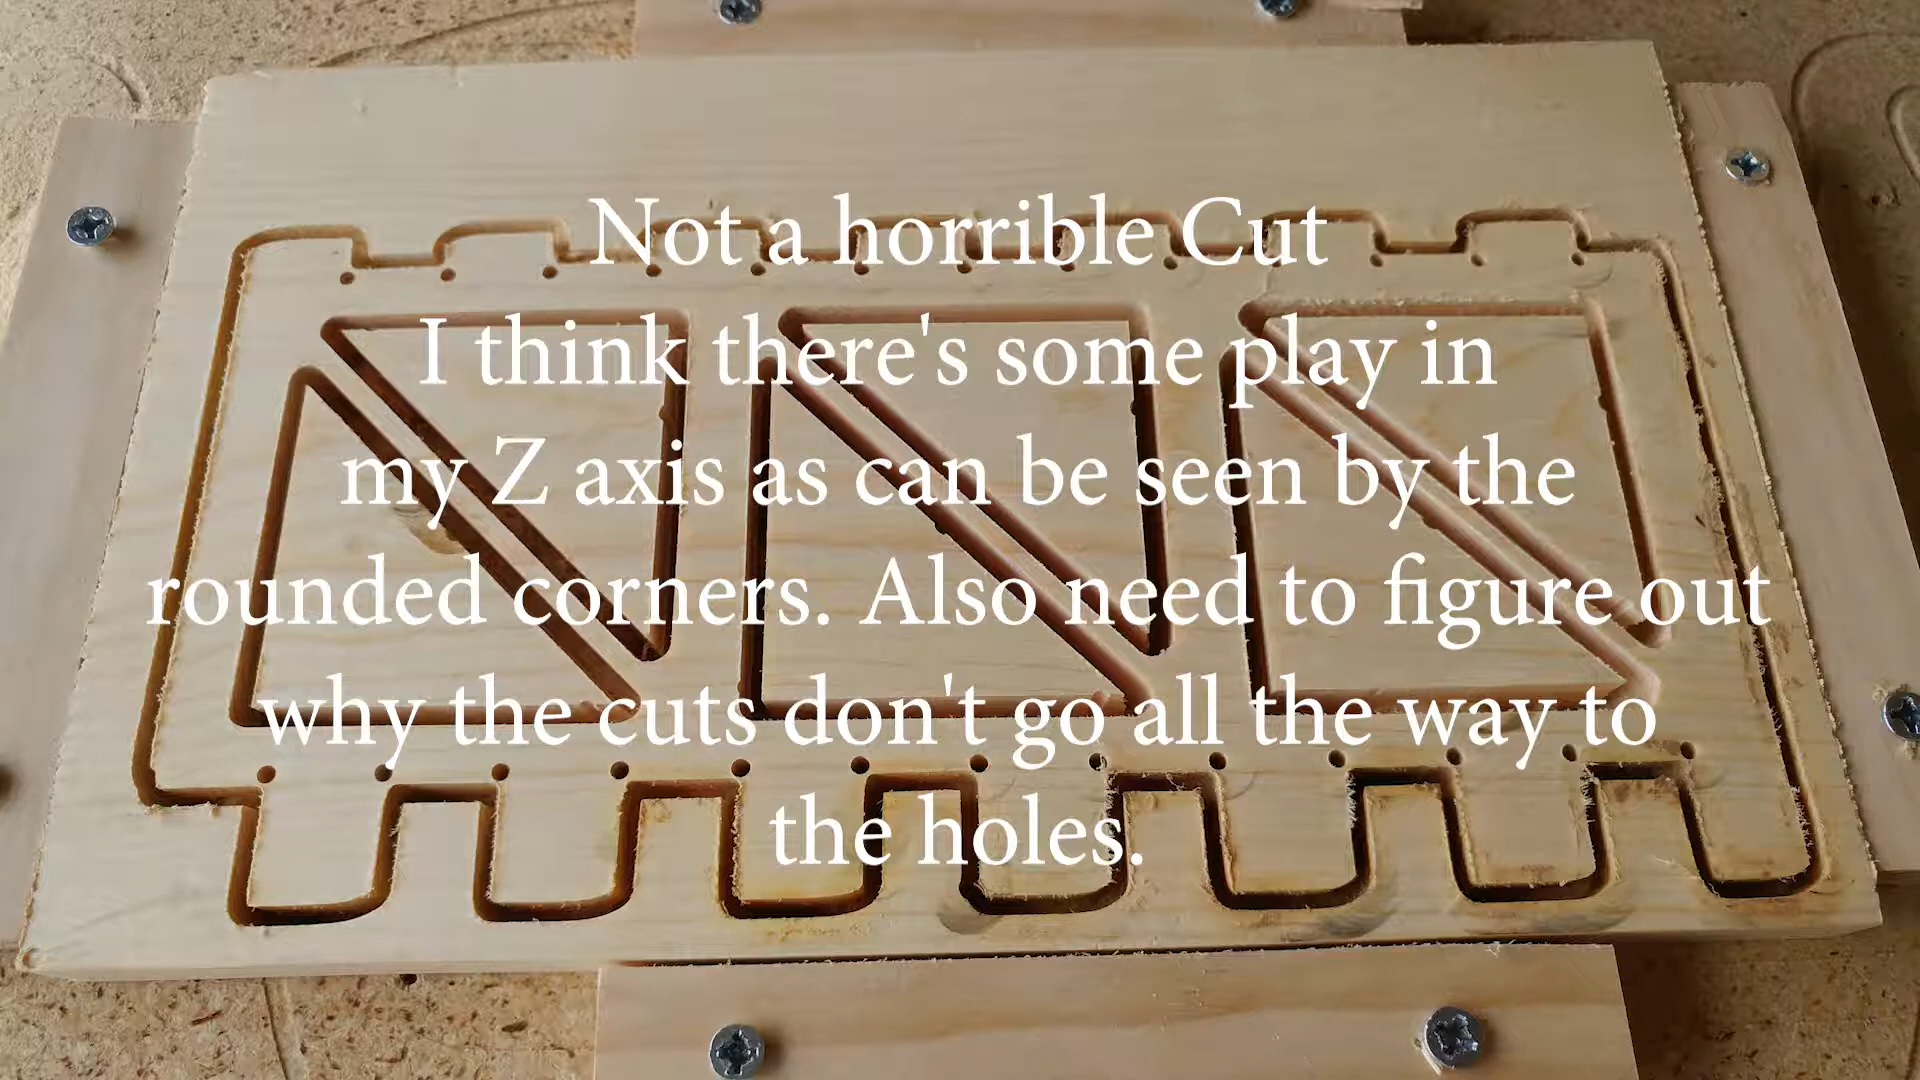 Not a horrible Cut
I think there's some play in
my Z axis as can be seen by the
rounded corners. Also need to figure out
why the cuts don't go all the way to
the holes.